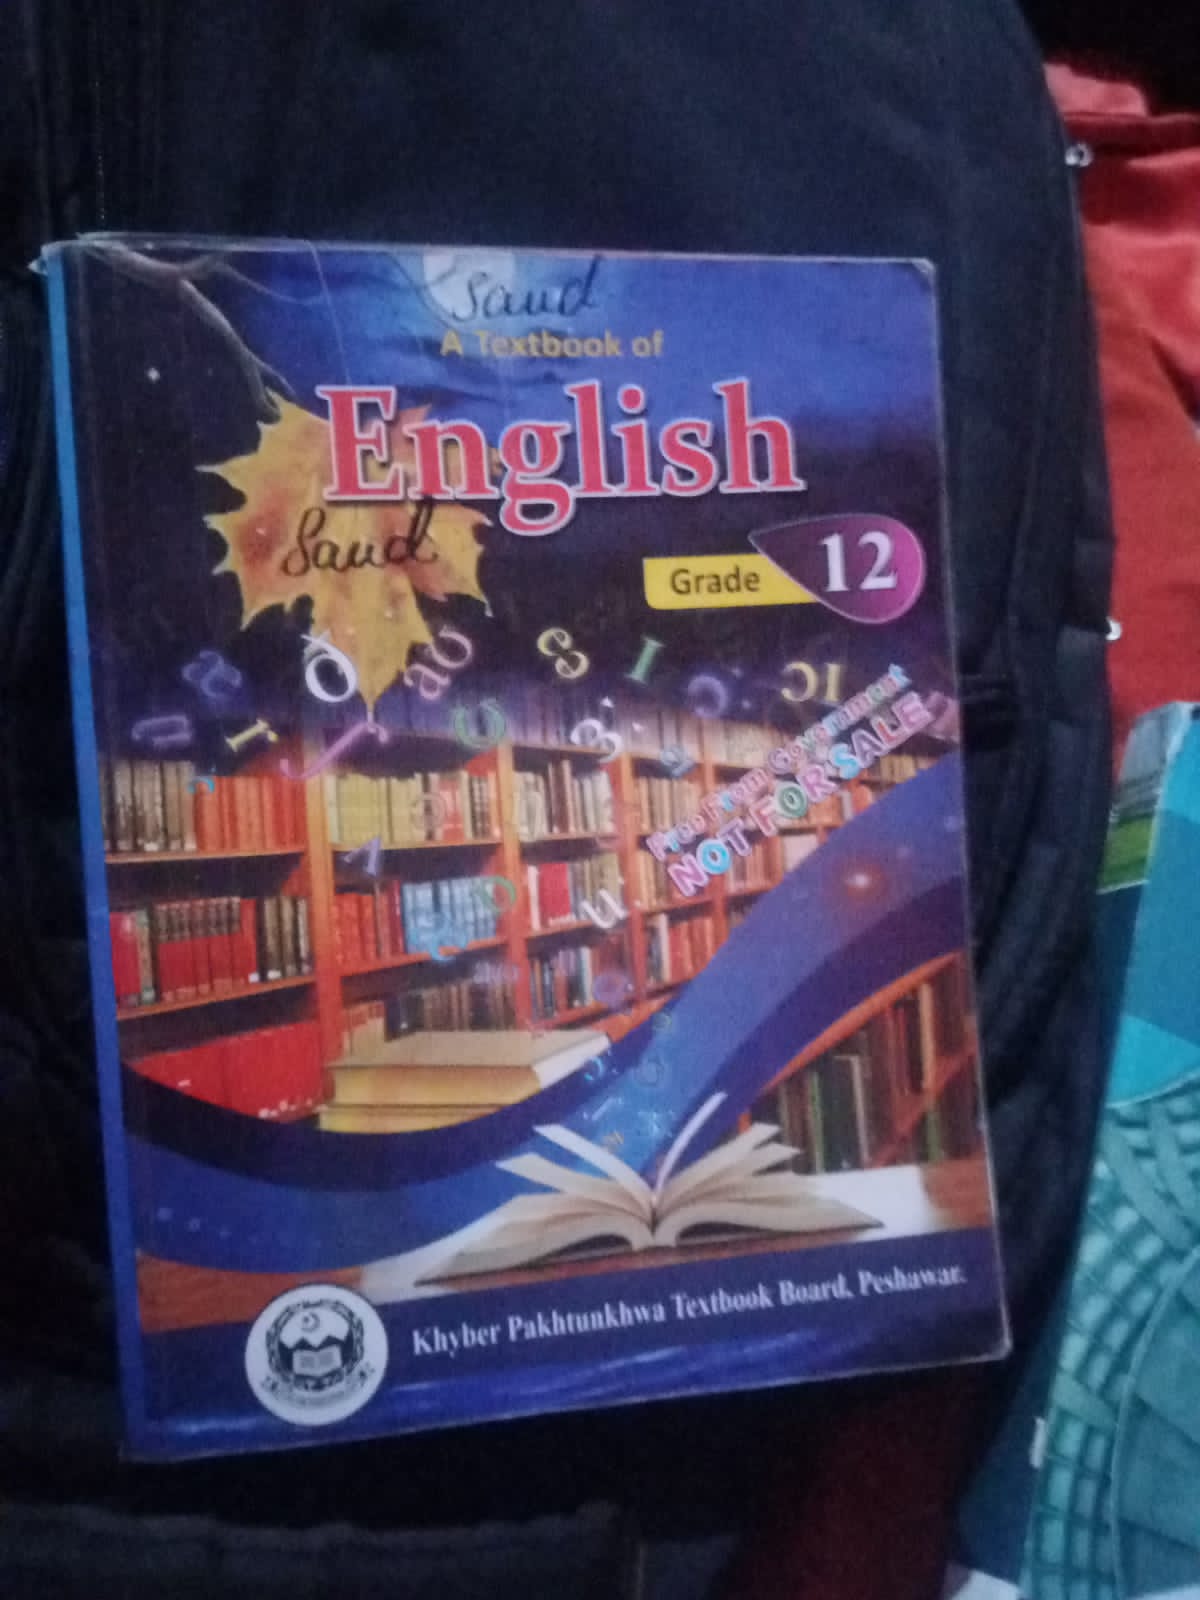 Saud
A Textbook of
English
Saud
Grade 12
Free From Government
NOT FOR SALE
Khyber Pakhtunkhwa Textbook Board, Peshawar.